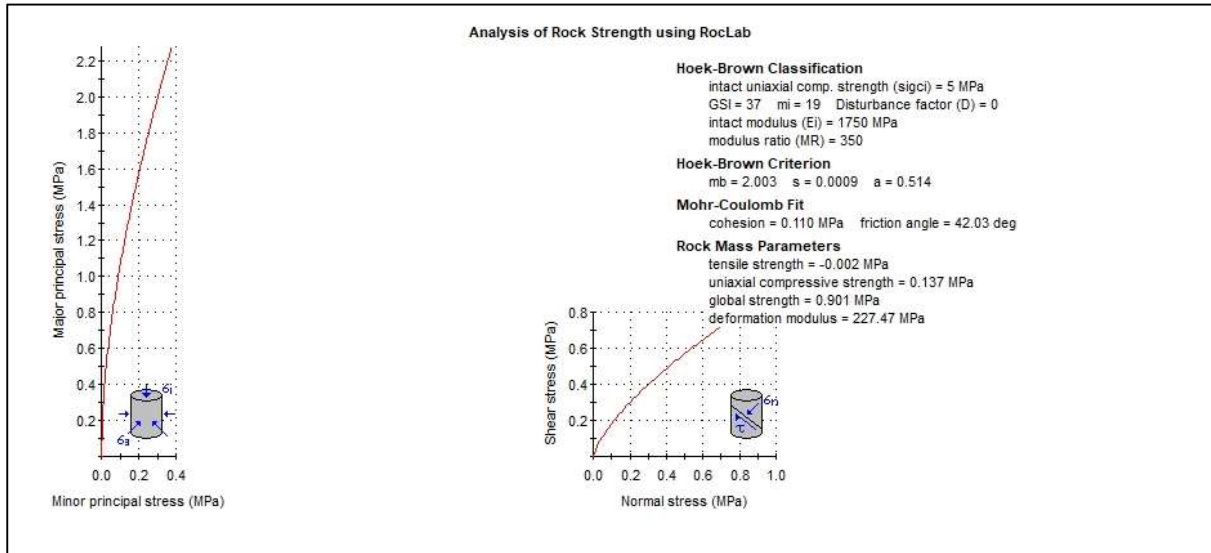 Analysis of Rock Strength using RocLab
Hoek-Brown Classification
intact uniaxial comp. strength (sigci) = 5 MPa
GSI = 37 mi = 19 Disturbance factor (D) = 0
intact modulus (Ei) = 1750 MPa
modulus ratio (MR) = 350
Hoek-Brown Criterion
mb = 2.003 s = 0.0009 a = 0.514
Mohr-Coulomb Fit
cohesion = 0.110 MPa friction angle = 42.03 deg
Rock Mass Parameters
tensile strength = -0.002 MPa
uniaxial compressive strength = 0.137 MPa
global strength = 0.901 MPa
deformation modulus = 227.47 MPa
Major principal stress (MPa)
2.2
2.0
1.8
1.6
1.4
1.2
1.0
0.8
0.6
0.4
0.2
σ1
σ3
0.0 0.2 0.4
Minor principal stress (MPa)
Shear stress (MPa)
0.8
0.6
0.4
0.2
σn
τ
0.0 0.2 0.4 0.6 0.8 1.0
Normal stress (MPa)